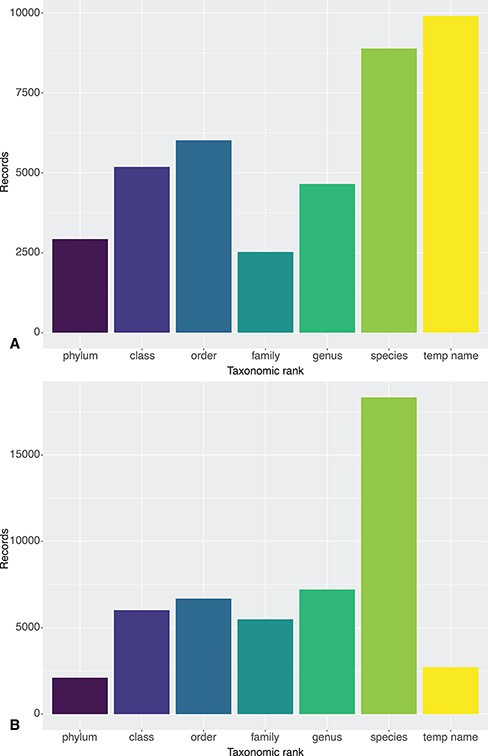 10000
7500
5000
2500
0
Records
A
phylum class order family genus species temp name
Taxonomic rank
15000
10000
5000
0
Records
B
phylum class order family genus species temp name
Taxonomic rank